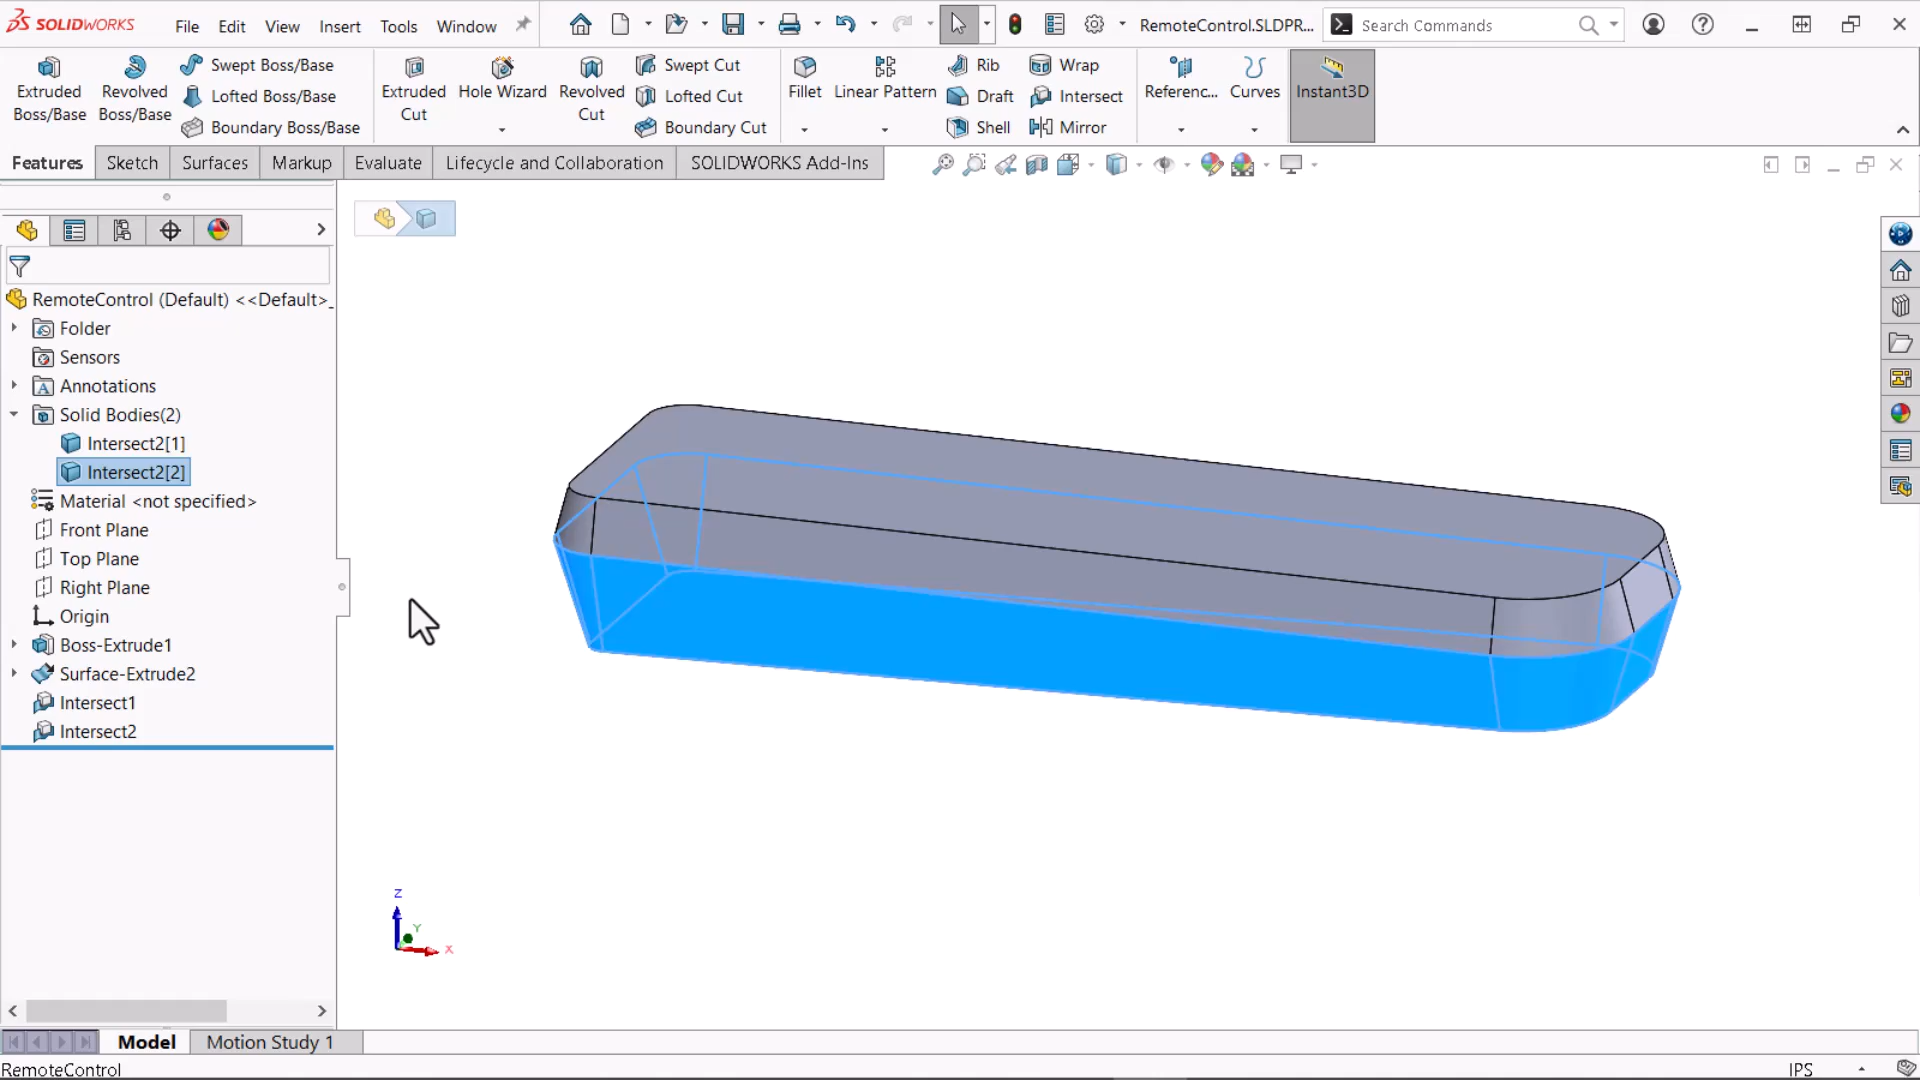 SOLIDWORKS File Edit View Insert Tools Window RemoteControl.SLDPR... Search Commands
Extruded Boss/Base
Revolved Boss/Base
Swept Boss/Base
Lofted Boss/Base
Boundary Boss/Base
Extruded Cut
Hole Wizard
Revolved Cut
Swept Cut
Lofted Cut
Boundary Cut
Fillet
Linear Pattern
Rib
Draft
Shell
Wrap
Intersect
Mirror
Referenc...
Curves
Instant3D
Features Sketch Surfaces Markup Evaluate Lifecycle and Collaboration SOLIDWORKS Add-Ins
RemoteControl (Default) <<Default>_
Folder
Sensors
Annotations
Solid Bodies(2)
Intersect2[1]
Intersect2[2]
Material <not specified>
Front Plane
Top Plane
Right Plane
Origin
Boss-Extrude1
Surface-Extrude2
Intersect1
Intersect2
Z
Y
X
Model Motion Study 1
RemoteControl IPS